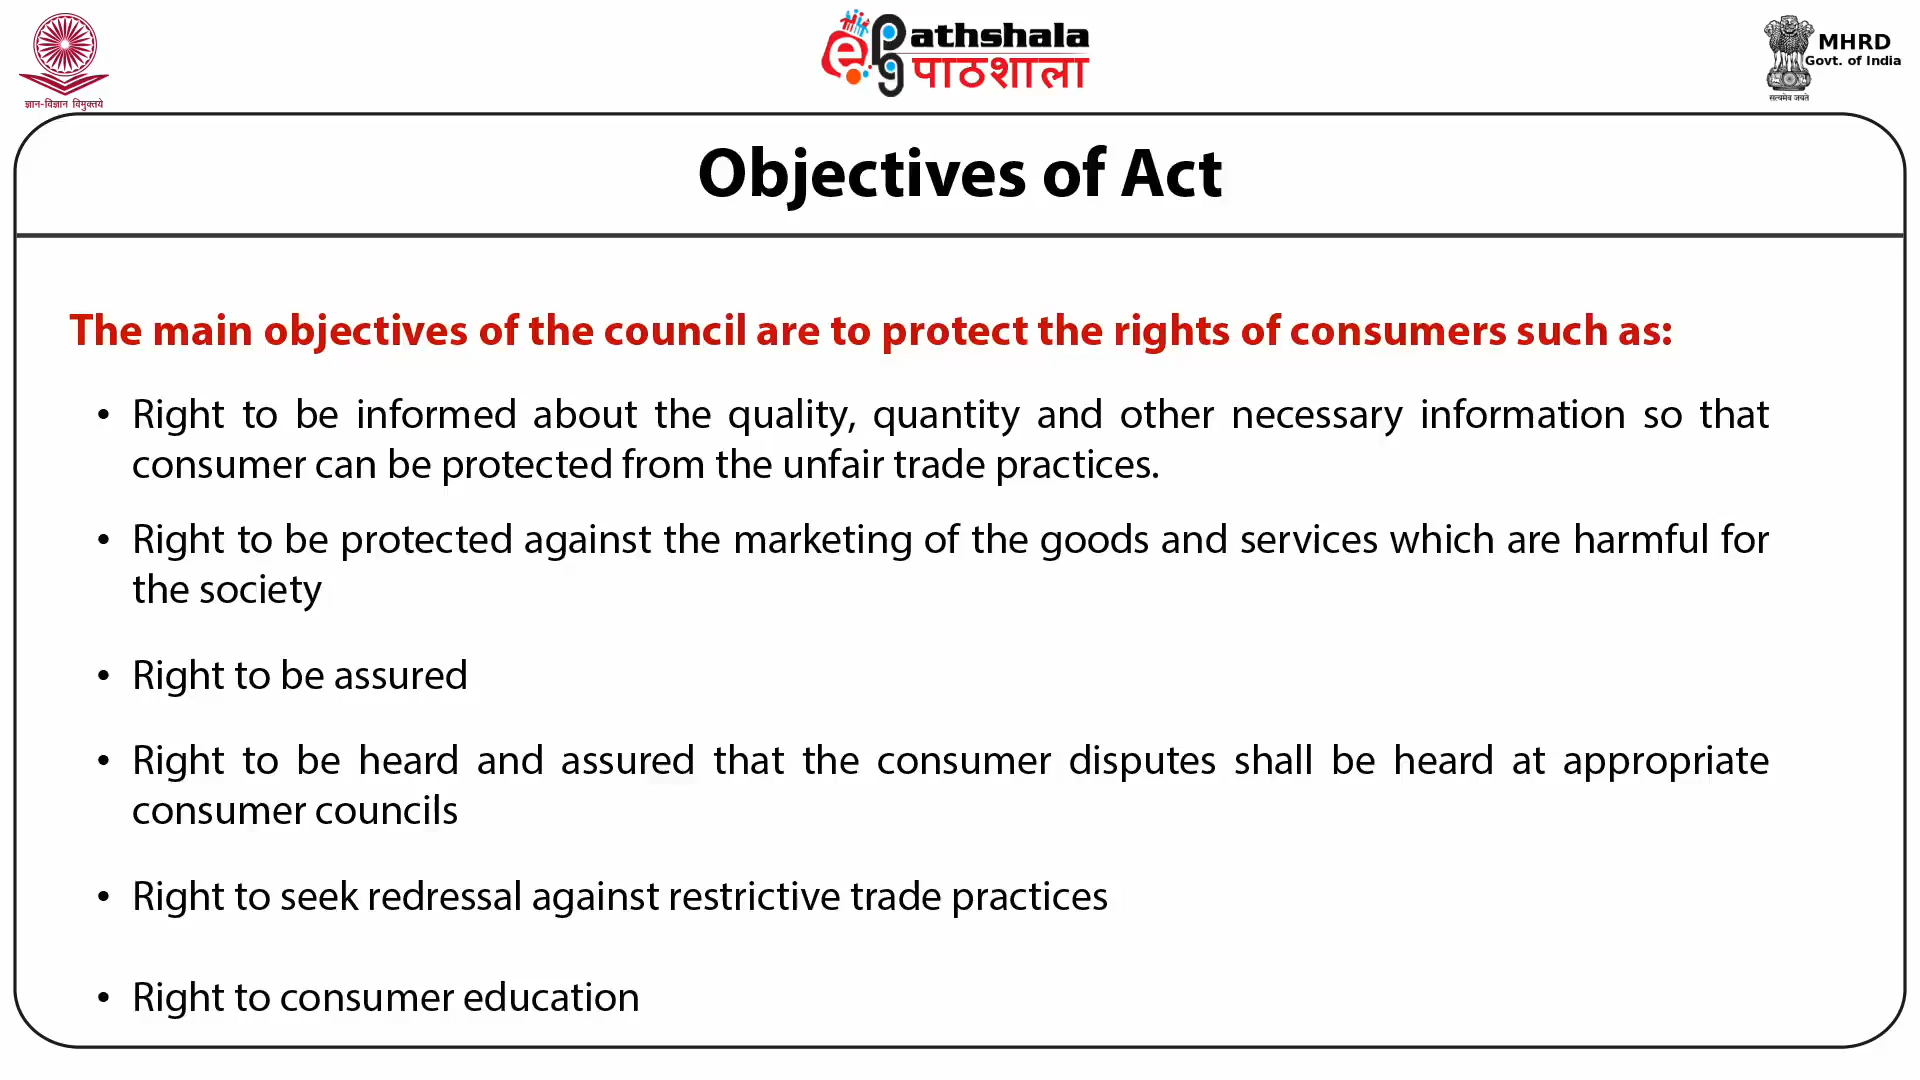 ज्ञान-विज्ञान विमुक्तये
ePG athshala
पाठशाला
MHRD
Govt. of India
सत्यमेव जयते
Objectives of Act
The main objectives of the council are to protect the rights of consumers such as:
• Right to be informed about the quality, quantity and other necessary information so that
consumer can be protected from the unfair trade practices.
• Right to be protected against the marketing of the goods and services which are harmful for
the society
• Right to be assured
• Right to be heard and assured that the consumer disputes shall be heard at appropriate
consumer councils
• Right to seek redressal against restrictive trade practices
• Right to consumer education